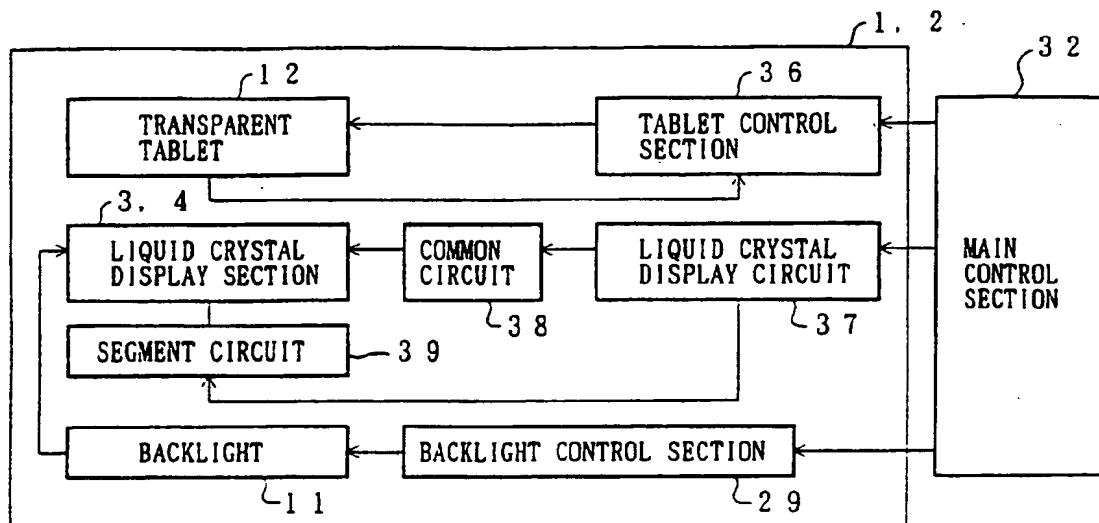 1, 2
32
12
36
TRANSPARENT
TABLET
TABLET CONTROL
SECTION
3, 4
LIQUID CRYSTAL
DISPLAY SECTION
COMMON
CIRCUIT
LIQUID CRYSTAL
DISPLAY CIRCUIT
MAIN
CONTROL
SECTION
38
37
SEGMENT CIRCUIT
39
BACKLIGHT
BACKLIGHT CONTROL SECTION
11
29